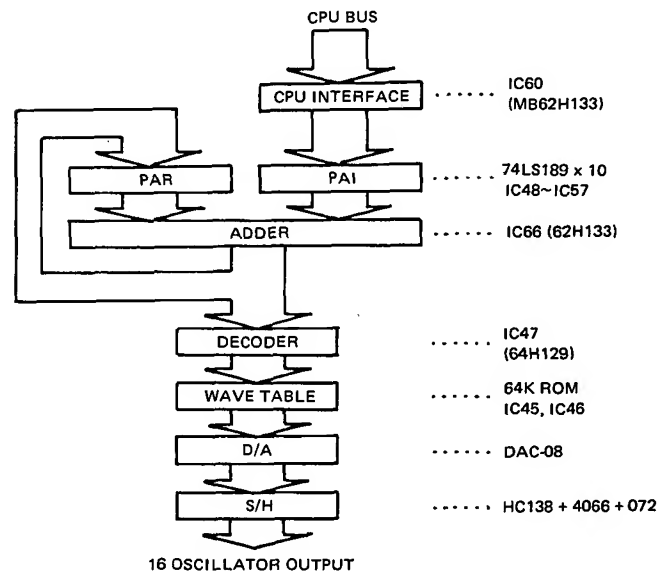 CPU BUS
CPU INTERFACE ...... IC60
(MB62H133)
PAR PAI ...... 74LS189 x 10
IC48~IC57
ADDER ...... IC66 (62H133)
DECODER ...... IC47
(64H129)
WAVE TABLE ...... 64K ROM
IC45, IC46
D/A ...... DAC-08
S/H ...... HC138 + 4066 + 072
16 OSCILLATOR OUTPUT